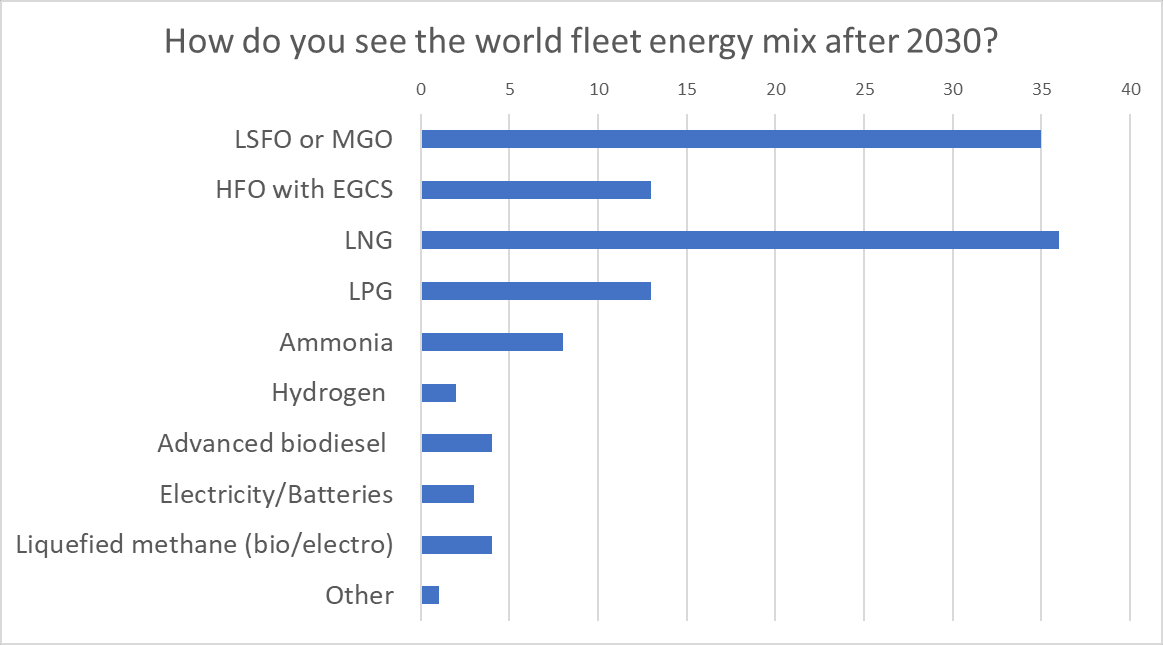 How do you see the world fleet energy mix after 2030?
0 5 10 15 20 25 30 35 40
LSFO or MGO
HFO with EGCS
LNG
LPG
Ammonia
Hydrogen
Advanced biodiesel
Electricity/Batteries
Liquefied methane (bio/electro)
Other